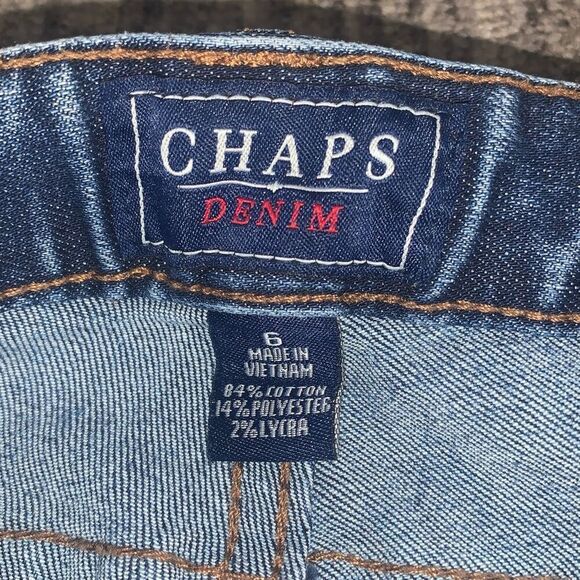 CHAPS
DENIM
6
MADE IN
VIETNAM
84% COTTON
14% POLYESTER
2% LYCRA